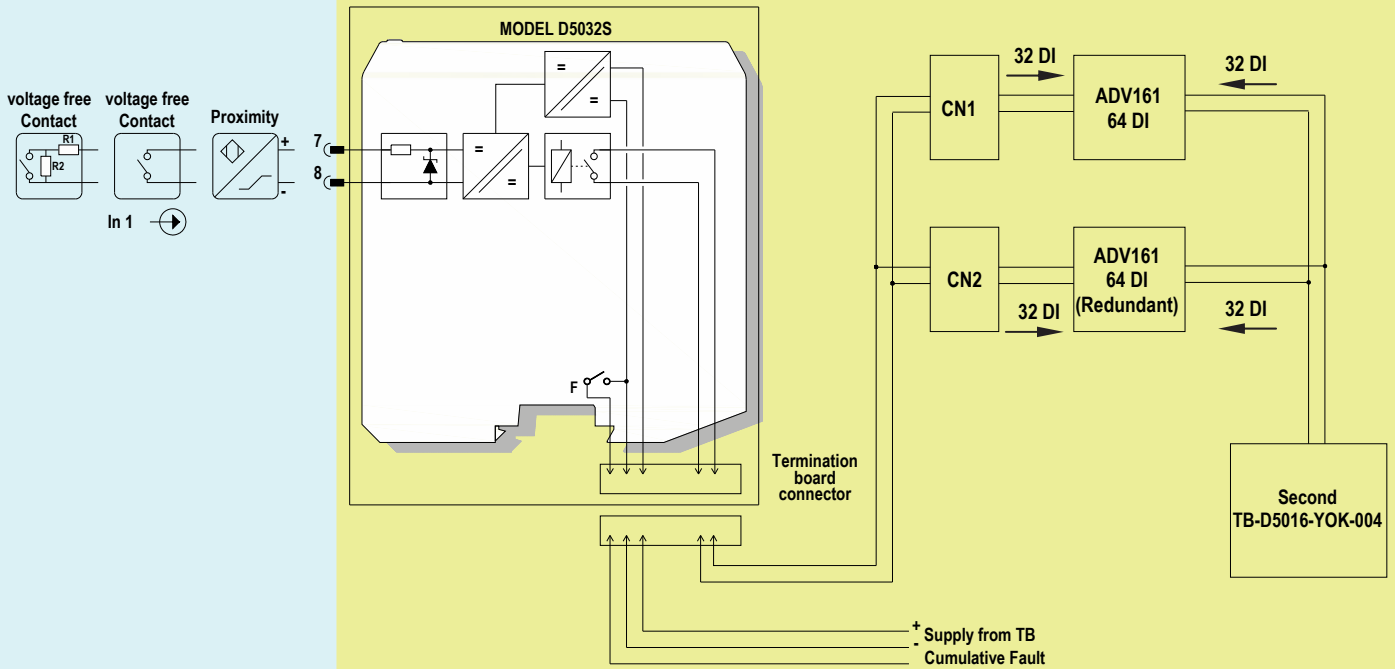 MODEL D5032S
voltage free
Contact
R1
R2
voltage free
Contact
In 1
Proximity
+
-
7
8
=
=
=
=
F
Termination
board
connector
+
-
Supply from TB
Cumulative Fault
CN1
32 DI
ADV161
64 DI
32 DI
CN2
32 DI
ADV161
64 DI
(Redundant)
32 DI
Second
TB-D5016-YOK-004